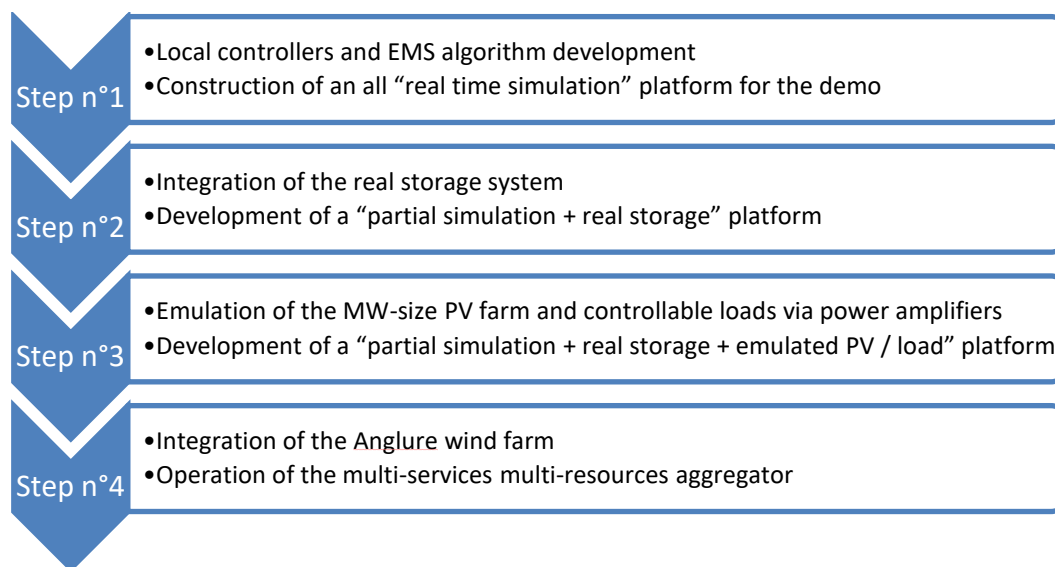 Step n°1
•Local controllers and EMS algorithm development
•Construction of an all “real time simulation” platform for the demo
Step n°2
•Integration of the real storage system
•Development of a “partial simulation + real storage” platform
Step n°3
•Emulation of the MW-size PV farm and controllable loads via power amplifiers
•Development of a “partial simulation + real storage + emulated PV / load” platform
Step n°4
•Integration of the Anglure wind farm
•Operation of the multi-services multi-resources aggregator